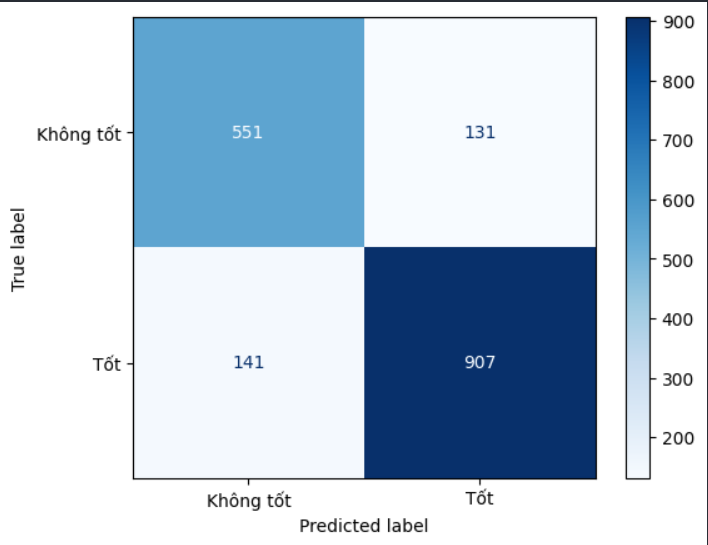 Không tốt
551
131
Tốt
141
907
Không tốt
Tốt
Predicted label
True label
900
800
700
600
500
400
300
200